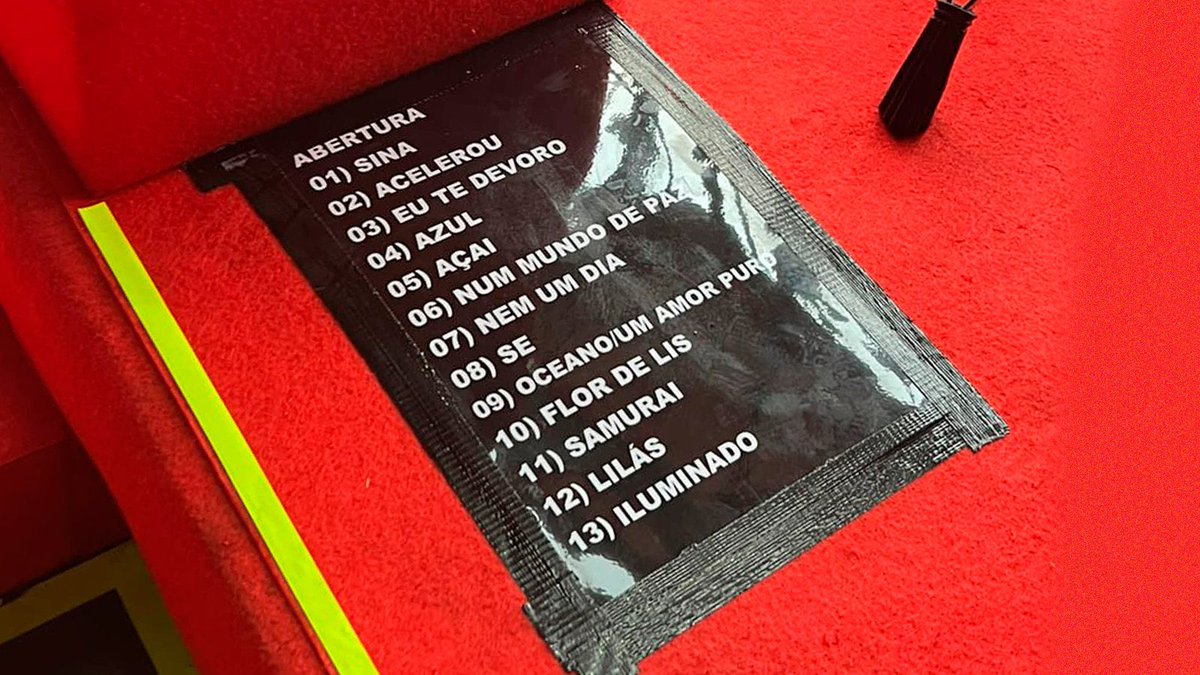 ABERTURA
01) SINA
02) ACELEROU
03) EU TE DEVORO
04) AZUL
05) AÇAI
06) NUM MUNDO DE PAZ
07) NEM UM DIA
08) SE
09) OCEANO/UM AMOR PURO
10) FLOR DE LIS
11) SAMURAI
12) LILÁS
13) ILUMINADO